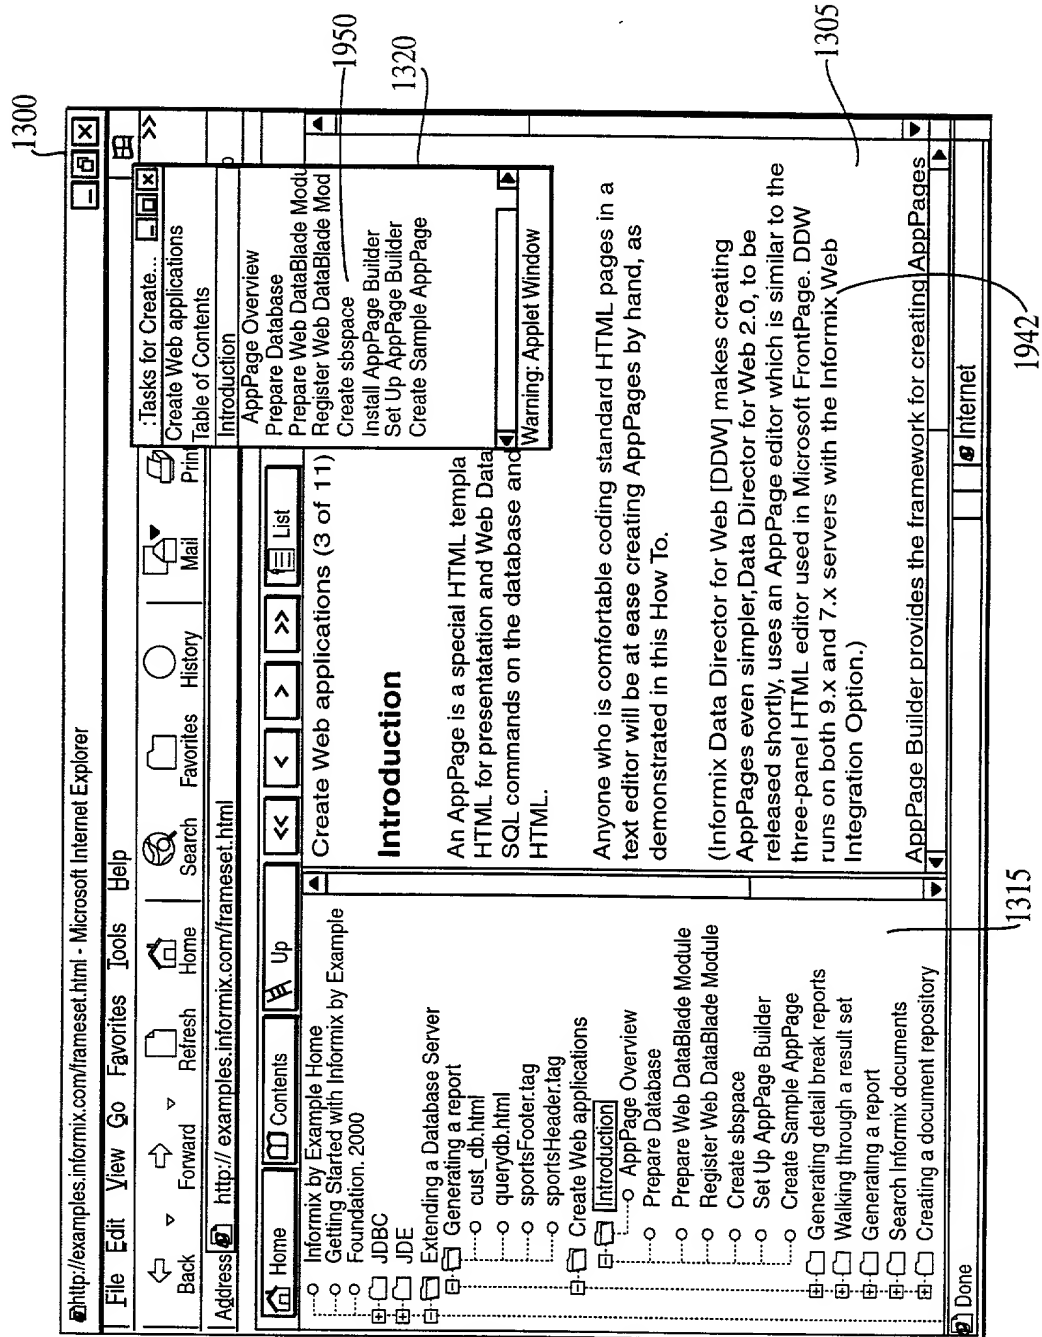 1300
http://examples.informix.com/frameset.html - Microsoft Internet Explorer
File Edit View Go Favorites Tools Help
Back Forward Refresh Home Search Favorites History Mail Print >>
Address http:// examples.informix.com/frameset.html
Home Contents Up << < > >> List
Informix by Example Home
Getting Started with Informix by Example
Foundation. 2000
JDBC
JDE
Extending a Database Server
Generating a report
cust_db.html
querydb.html
sportsFooter.tag
sportsHeader.tag
Create Web applications
Introduction
AppPage Overview
Prepare Database
Prepare Web DataBlade Module
Register Web DataBlade Module
Create sbspace
Set Up AppPage Builder
Create Sample AppPage
Generating detail break reports
Walking through a result set
Generating a report
Search Informix documents
Creating a document repository
1315
Create Web applications (3 of 11)
Introduction
An AppPage is a special HTML templa
HTML for presentatation and Web Data
SQL commands on the database and
HTML.
Anyone who is comfortable coding standard HTML pages in a
text editor will be at ease creating AppPages by hand, as
demonstrated in this How To.
(Informix Data Director for Web [DDW] makes creating
AppPages even simpler,Data Director for Web 2.0, to be
released shortly, uses an AppPage editor which is similar to the
three-panel HTML editor used in Microsoft FrontPage. DDW
runs on both 9.x and 7.x servers with the Informix Web
Integration Option.)
AppPage Builder provides the framework for creating AppPages
:Tasks for Create...
Create Web applications
Table of Contents
Introduction
AppPage Overview
Prepare Database
Prepare Web DataBlade Modu
Register Web DataBlade Mod
Create sbspace
Install AppPage Builder
Set Up AppPage Builder
Create Sample AppPage
Warning: Applet Window
1950
1320
1305
1942
Done Internet